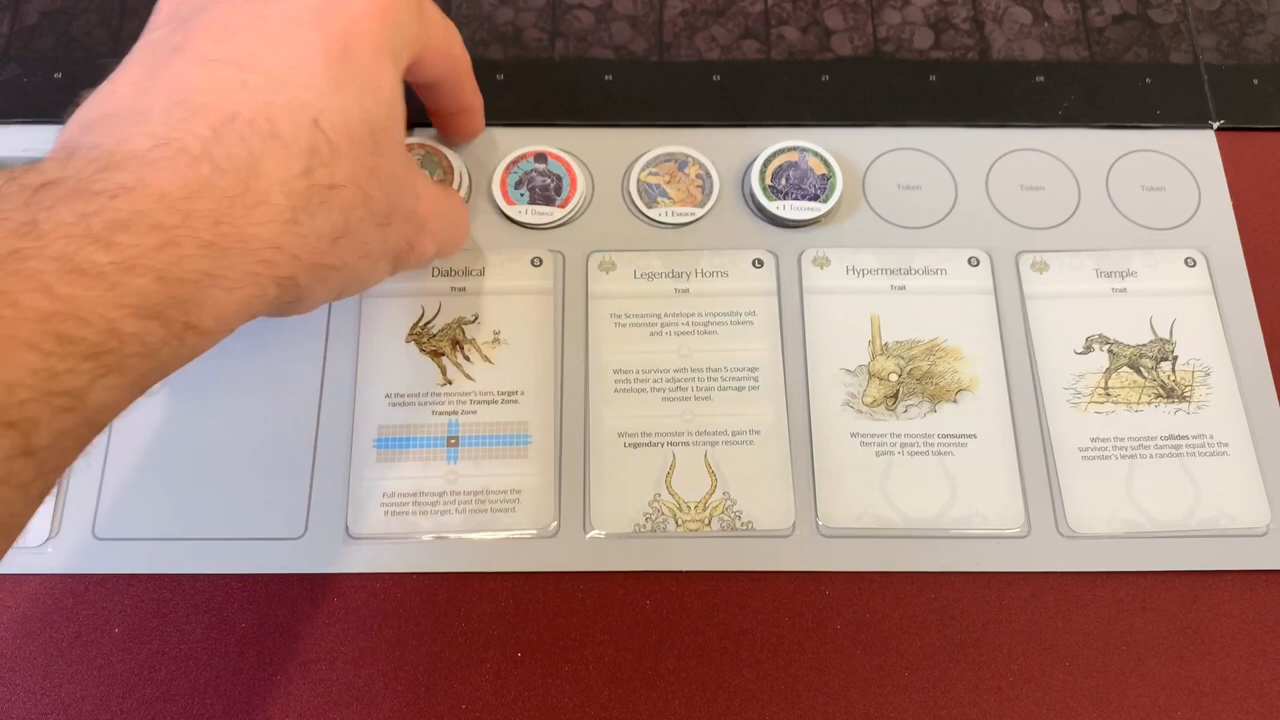 15
+ 1 Damage
+ 1 Evasion
+ 1 Toughness
Token
Token
Token
Diabolical
S
Trait
At the end of the monster's turn, target a
random survivor in the Trample Zone.
Trample Zone
Full move through the target (move the
monster through and past the survivor).
If there is no target, full move foward.
Legendary Horns
L
Trait
The Screaming Antelope is impossibly old.
The monster gains +4 toughness tokens
and +1 speed token.
When a survivor with less than 5 courage
ends their act adjacent to the Screaming
Antelope, they suffer 1 brain damage per
monster level.
When the monster is defeated, gain the
Legendary Horns strange resource.
Hypermetabolism
S
Trait
Whenever the monster consumes
(terrain or gear), the monster
gains +1 speed token.
Trample
S
Trait
When the monster collides with a
survivor, they suffer damage equal to the
monster's level to a random hit location.